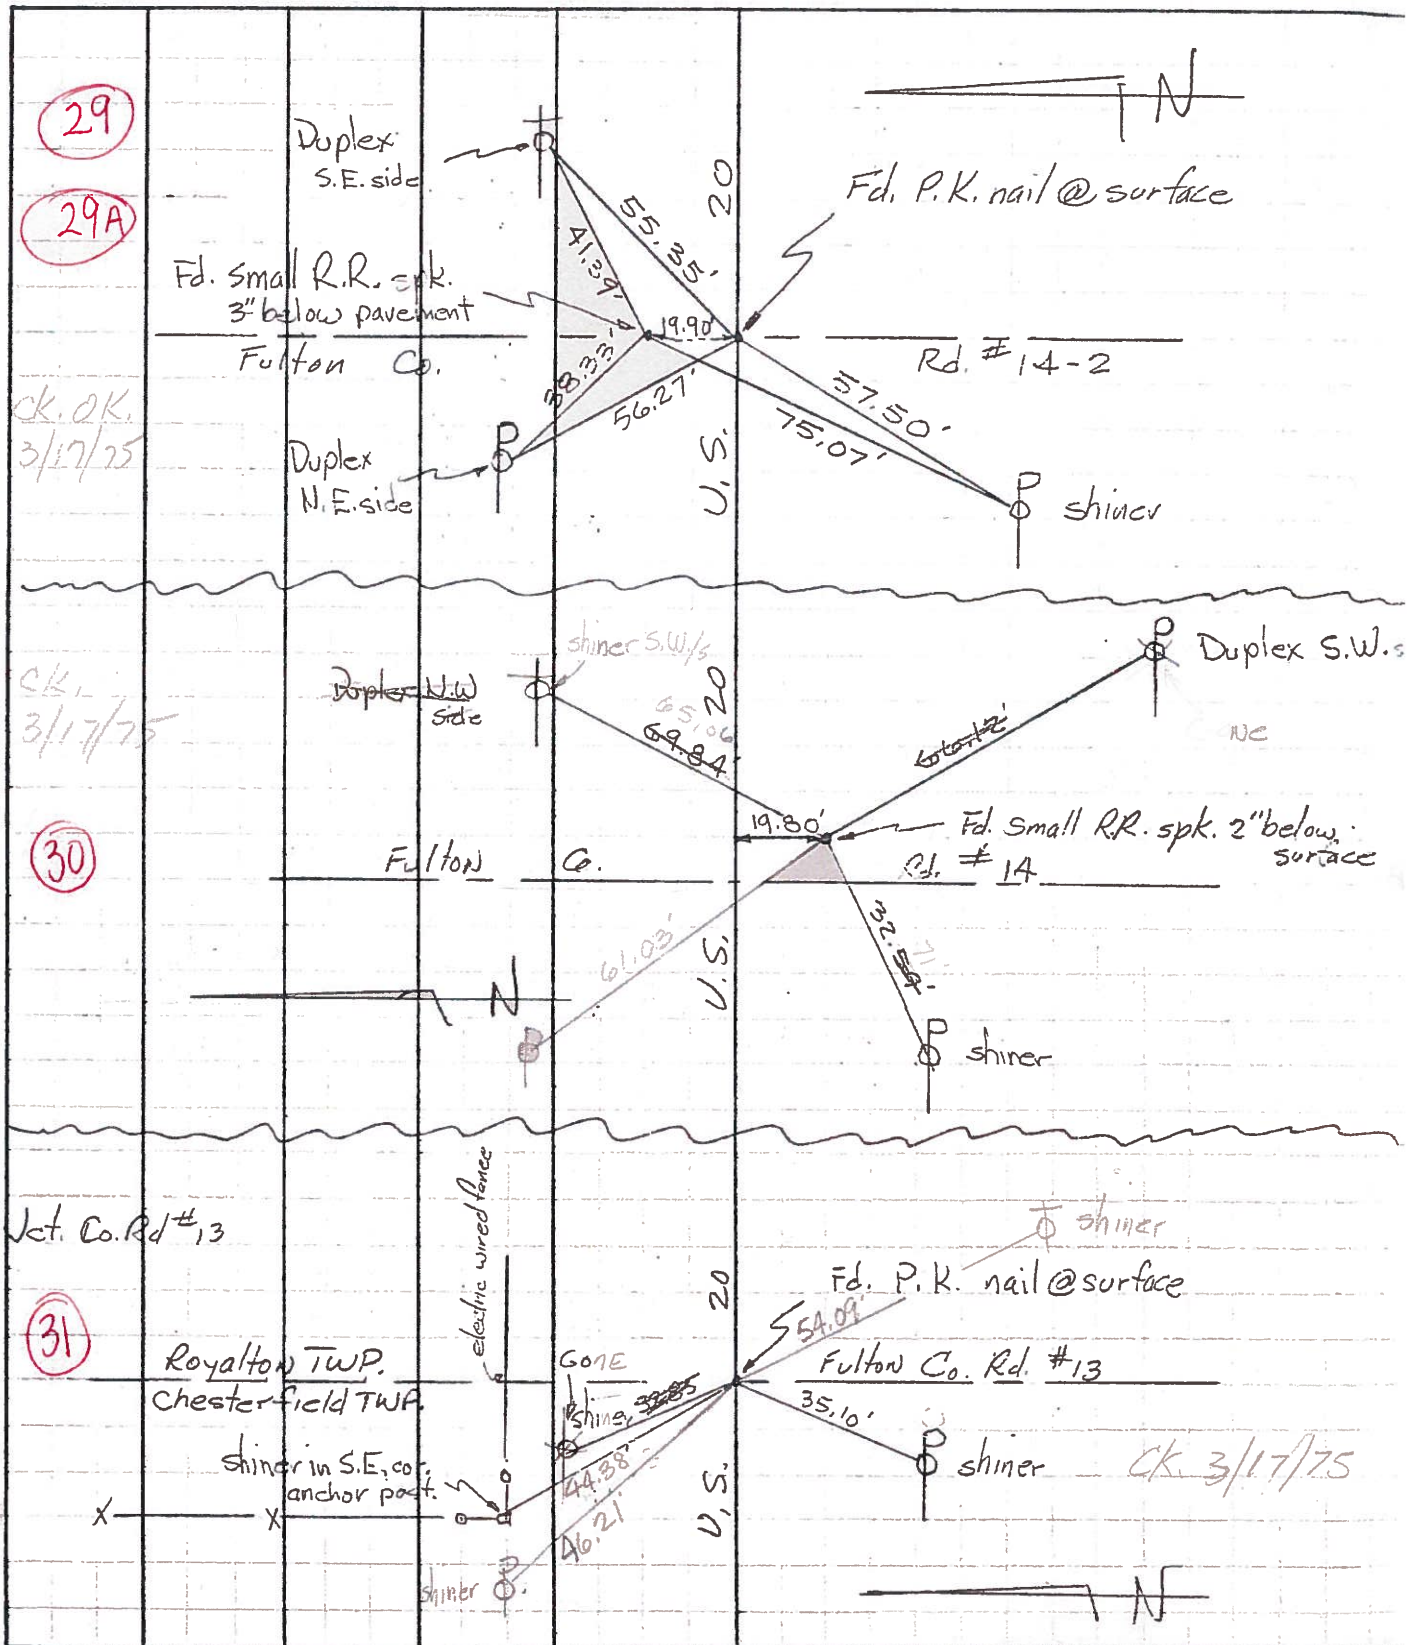 29
29A
N
Duplex
S.E. side
Fd. P.K. nail @ surface
20
55.35'
41.39'
Fd. Small R.R. spk.
3" below pavement
19.90'
Fulton Co.
Rd. #14-2
38.33'
56.27'
57.50'
75.07'
U.S.
ck. OK.
3/17/75
Duplex
N.E. side
P
P
shiner
ck.
3/17/75
shiner S.W./s
Duplex N.W
side
P
Duplex S.W.s
NE
20
65.06
69.84'
66.12'
19.80'
Fd. Small R.R. spk. 2" below
surface
30
Fulton Co.
Rd. #14
61.03'
32.
U.S.
N
P
P
shiner
Jct. Co. Rd #13
electric wired fence
shiner
Fd. P.K. nail @ surface
20
54.09'
31
Royalton TWP.
Chesterfield TWP.
GONE
shiner
Fulton Co. Rd. #13
35.10'
44.38'
46.21
U.S.
shiner in S.E. cor.
anchor post.
X
X
P
shiner
ck. 3/17/75
shiner
P
N